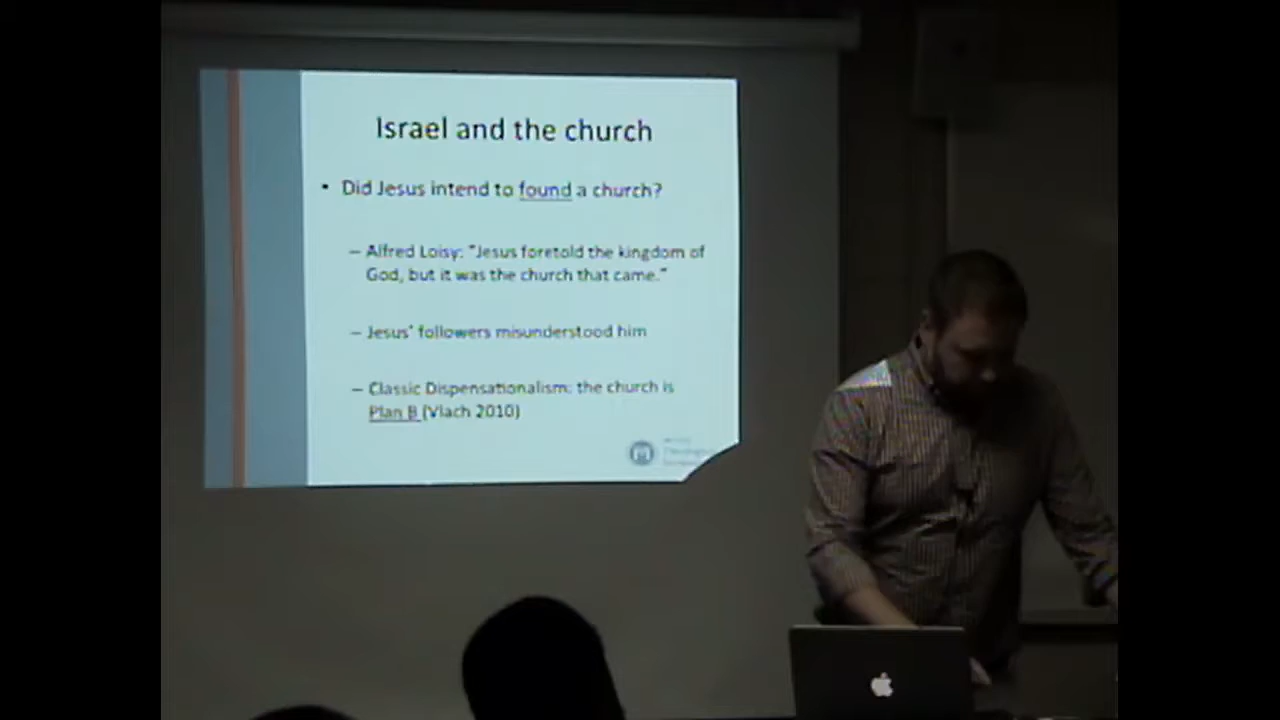 Israel and the church
• Did Jesus intend to found a church?
– Alfred Loisy: "Jesus foretold the kingdom of
God, but it was the church that came."
– Jesus' followers misunderstood him
– Classic Dispensationalism: the church is
Plan B (Vlach 2010)